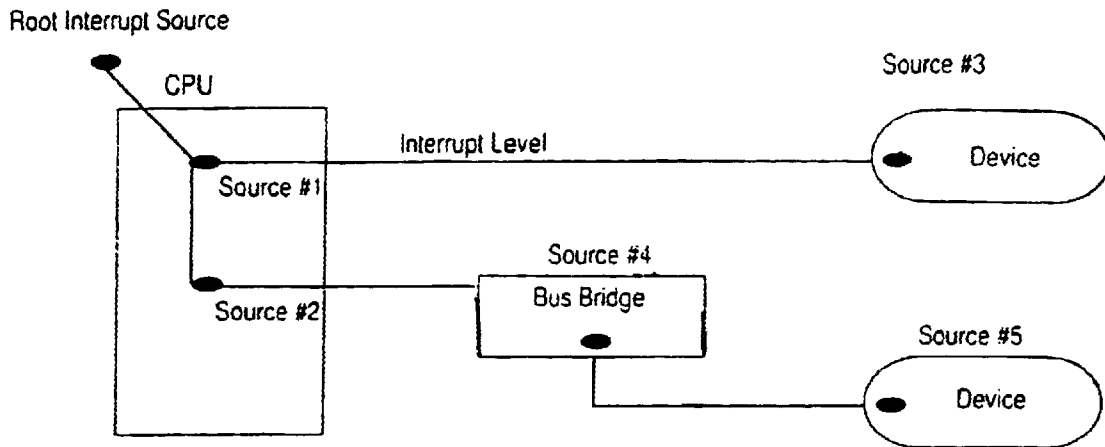 Root Interrupt Source
CPU
Source #3
Interrupt Level
Device
Source #1
Source #4
Bus Bridge
Source #2
Source #5
Device